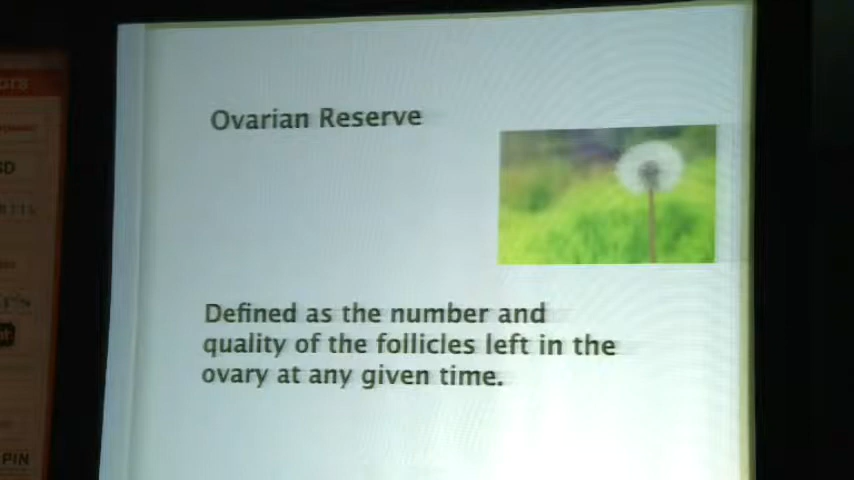 Ovarian Reserve
Defined as the number and
quality of the follicles left in the
ovary at any given time.
PIN